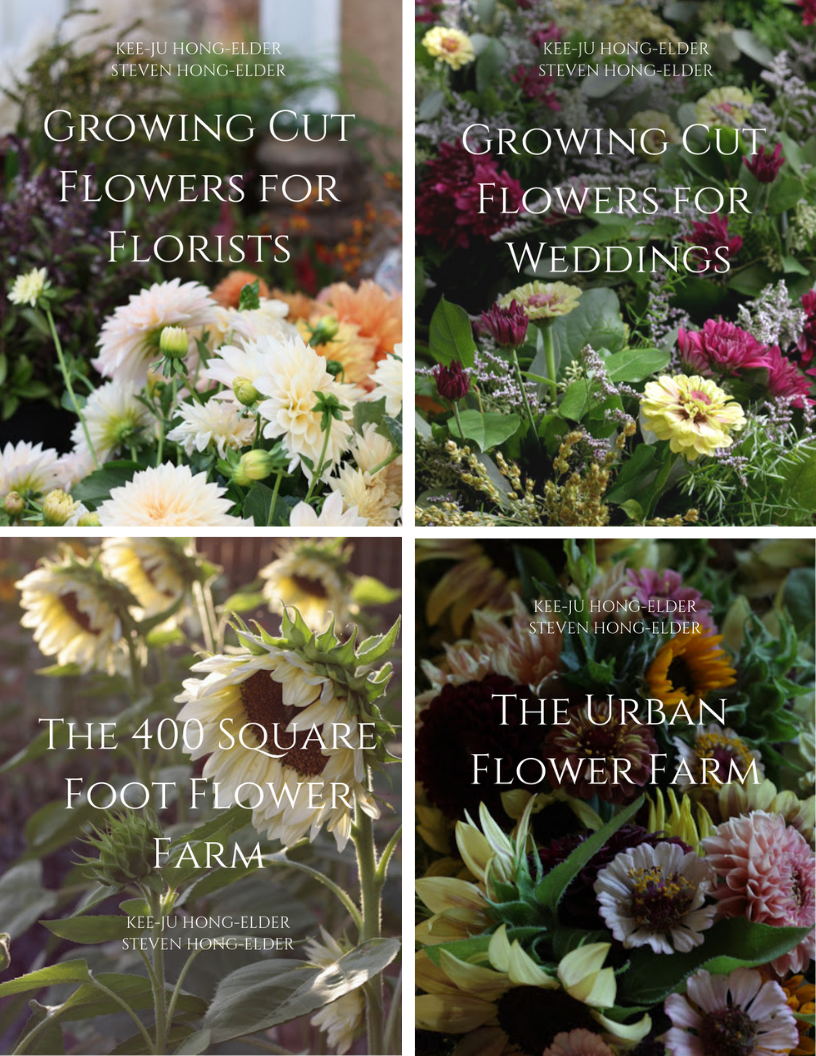 KEE-JU HONG-ELDER
STEVEN HONG-ELDER
Growing Cut
Flowers for
Florists
KEE-JU HONG-ELDER
STEVEN HONG-ELDER
Growing Cut
Flowers for
Weddings
The 400 Square
Foot Flower
Farm
KEE-JU HONG-ELDER
STEVEN HONG-ELDER
KEE-JU HONG-ELDER
STEVEN HONG-ELDER
The Urban
Flower Farm